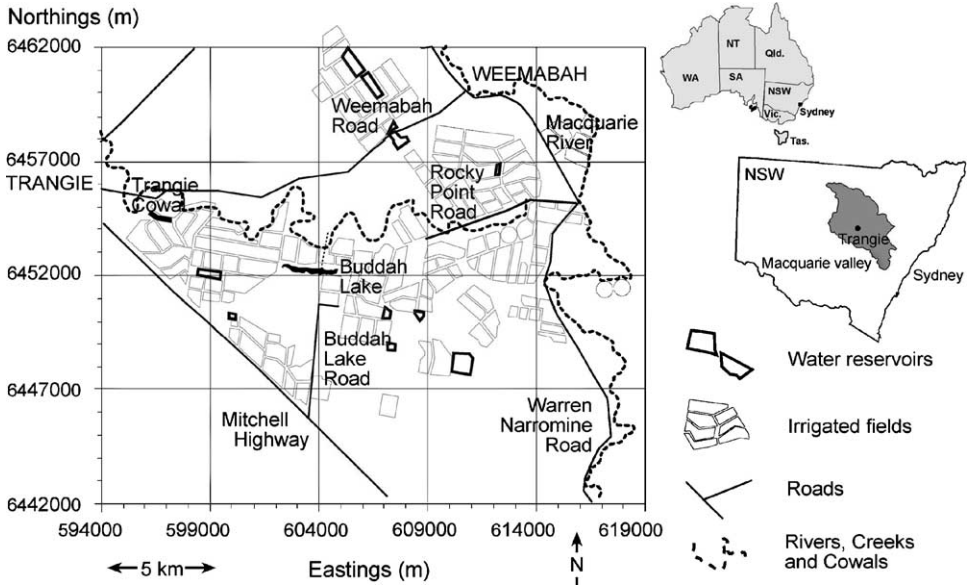 Northings (m)
6462000
6457000
TRANGIE
6452000
6447000
6442000
594000
599000
604000
609000
614000
619000
5 km
Eastings (m)
N
WEEMABAH
Weemabah
Road
Macquarie
River
Trangie
Cowal
Rocky
Point
Road
Buddah
Lake
Buddah
Lake
Road
Mitchell
Highway
Warren
Narromine
Road
NT
Qld.
WA
SA
NSW
Sydney
Vic.
Tas.
NSW
Trangie
Macquarie valley
Sydney
Water reservoirs
Irrigated fields
Roads
Rivers, Creeks
and Cowals